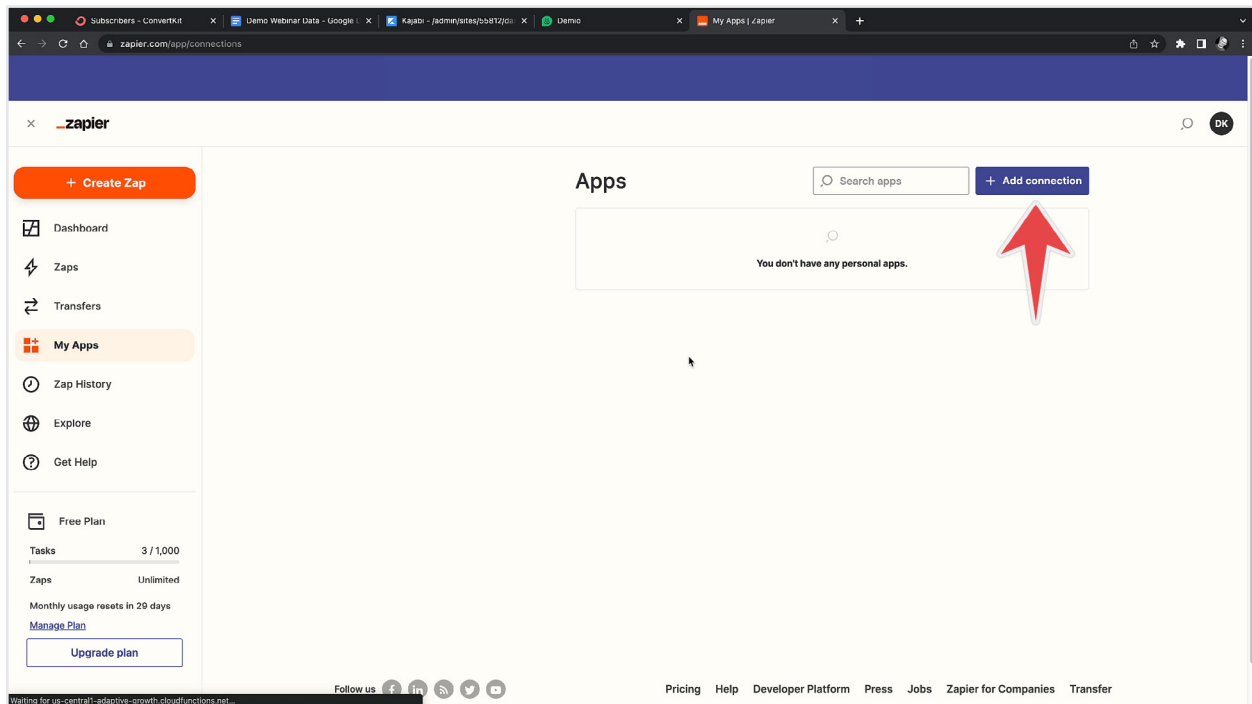 Subscribers - ConvertKit
Demo Webinar Data - Google D
Kajabi - /admin/sites/55812/da
Demio
My Apps | Zapier
zapier.com/app/connections
_zapier
DK
+ Create Zap
Apps
Search apps
+ Add connection
Dashboard
You don't have any personal apps.
Zaps
Transfers
My Apps
Zap History
Explore
Get Help
Free Plan
Tasks 3 / 1,000
Zaps Unlimited
Monthly usage resets in 29 days
Manage Plan
Upgrade plan
Follow us
Pricing Help Developer Platform Press Jobs Zapier for Companies Transfer
Waiting for us-central1-adaptive-growth.cloudfunctions.net...